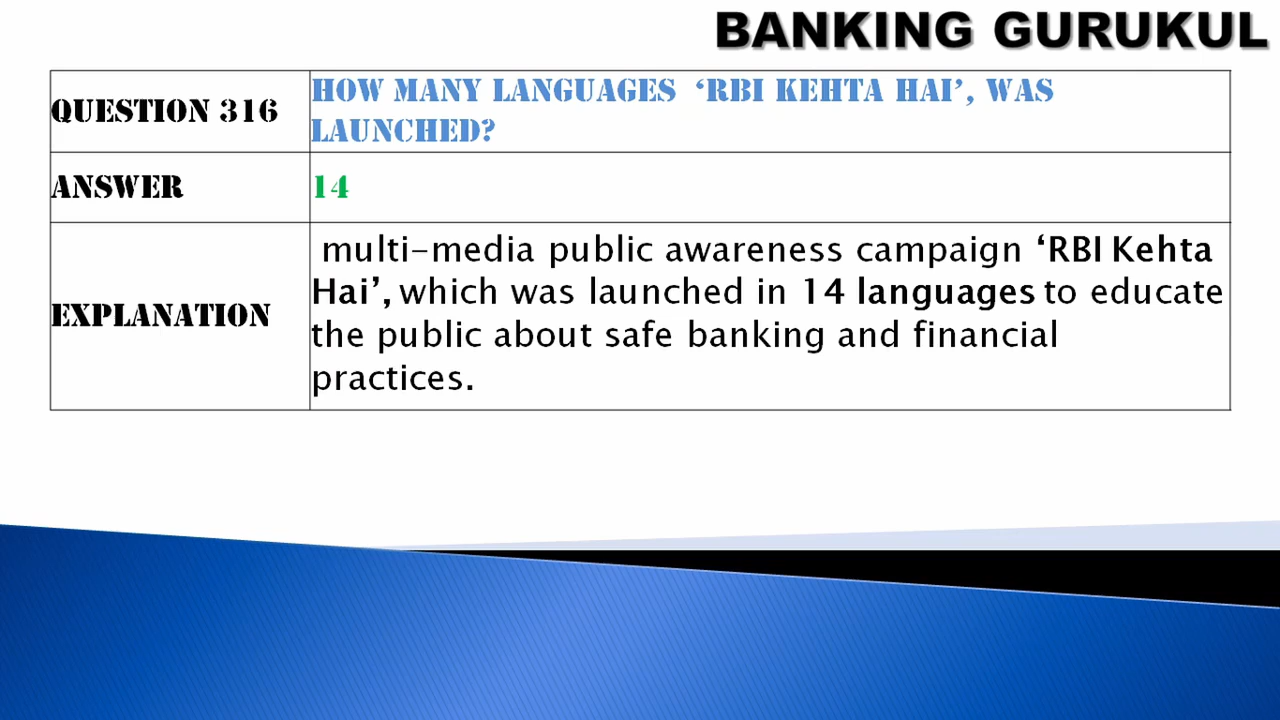 BANKING GURUKUL
QUESTION 316
HOW MANY LANGUAGES ‘RBI KEHTA HAI’, WAS
LAUNCHED?
ANSWER
14
EXPLANATION
multi-media public awareness campaign ‘RBI Kehta
Hai’, which was launched in 14 languages to educate
the public about safe banking and financial
practices.